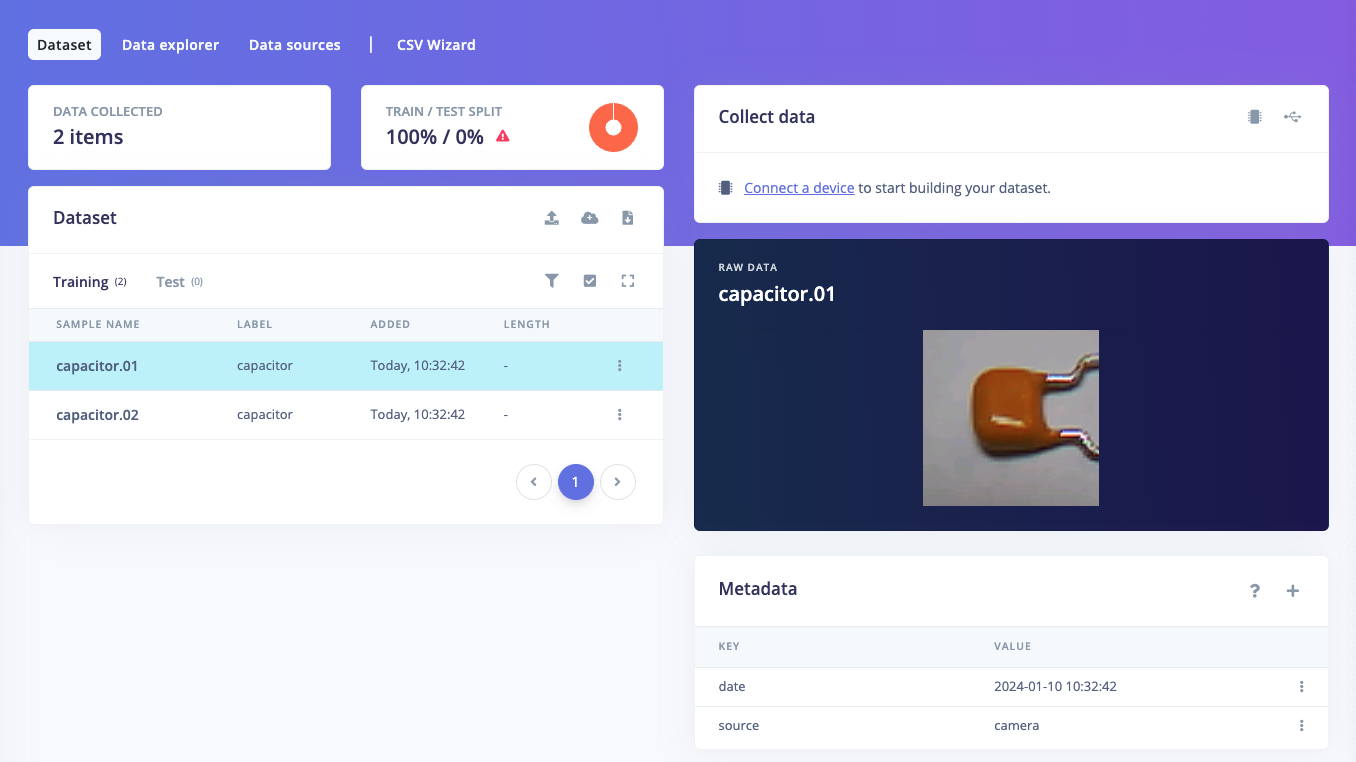 Dataset Data explorer Data sources | CSV Wizard
DATA COLLECTED
2 items
TRAIN / TEST SPLIT
100% / 0%
Dataset
Training (2) Test (0)
SAMPLE NAME LABEL ADDED LENGTH
capacitor.01 capacitor Today, 10:32:42 -
capacitor.02 capacitor Today, 10:32:42 -
1
Collect data
Connect a device to start building your dataset.
RAW DATA
capacitor.01
Metadata
?
KEY VALUE
date 2024-01-10 10:32:42
source camera